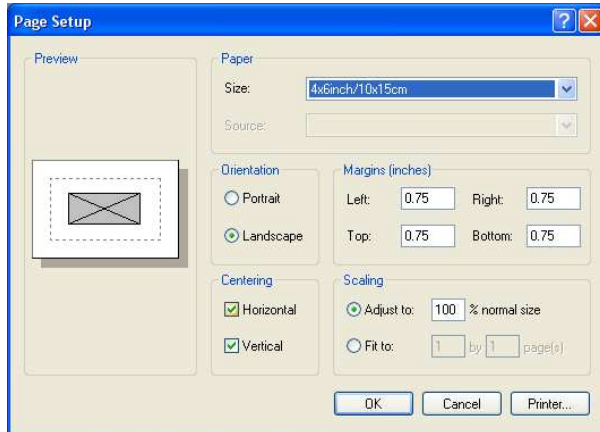 Page Setup
Preview
Paper
Size: 4x6inch/10x15cm
Source:
Orientation
Portrait
Landscape
Margins (inches)
Left: 0.75 Right: 0.75
Top: 0.75 Bottom: 0.75
Centering
Horizontal
Vertical
Scaling
Adjust to: 100 % normal size
Fit to: 1 by 1 page(s)
OK Cancel Printer...